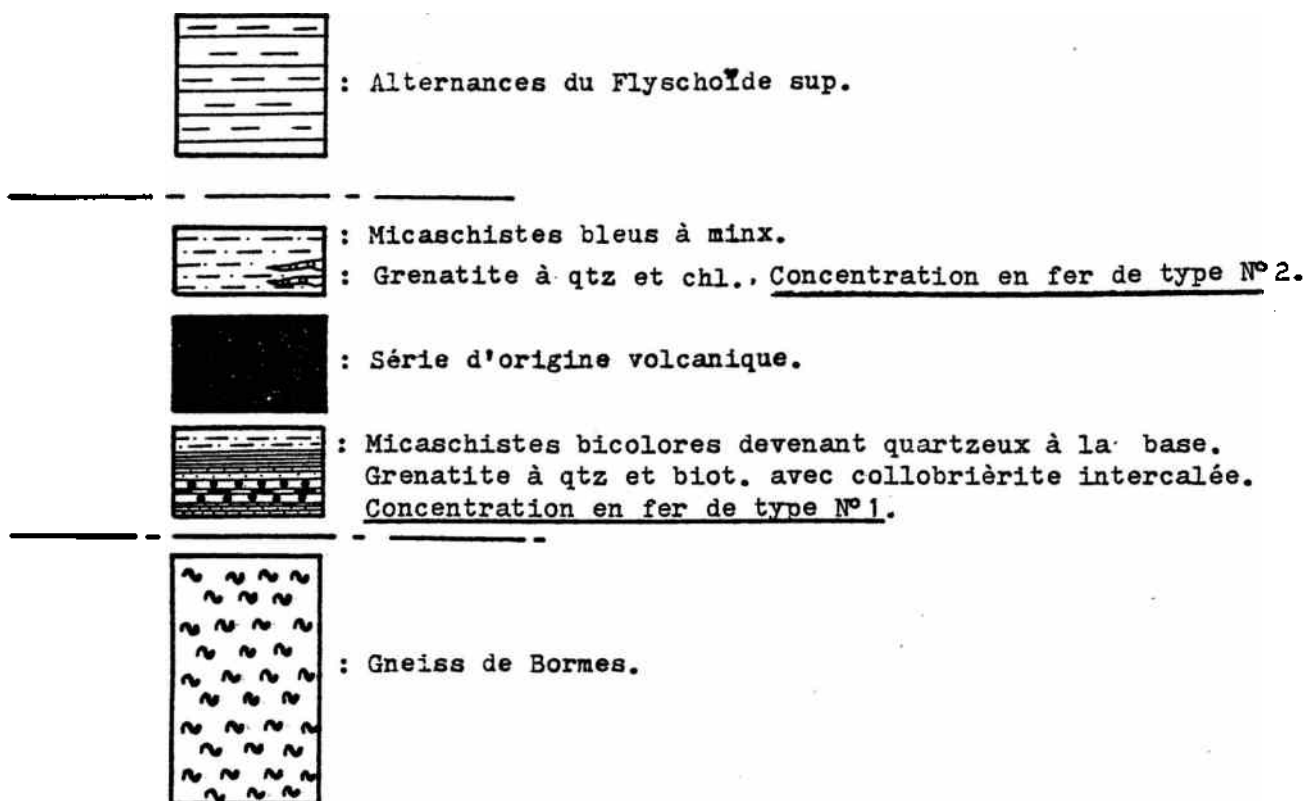 : Alternances du Flyschoïde sup.
: Micaschistes bleus à minx.
: Grenatite à qtz et chl., Concentration en fer de type N° 2.
: Série d'origine volcanique.
: Micaschistes bicolores devenant quartzeux à la base.
Grenatite à qtz et biot. avec collobrièrite intercalée.
Concentration en fer de type N° 1.
: Gneiss de Bormes.